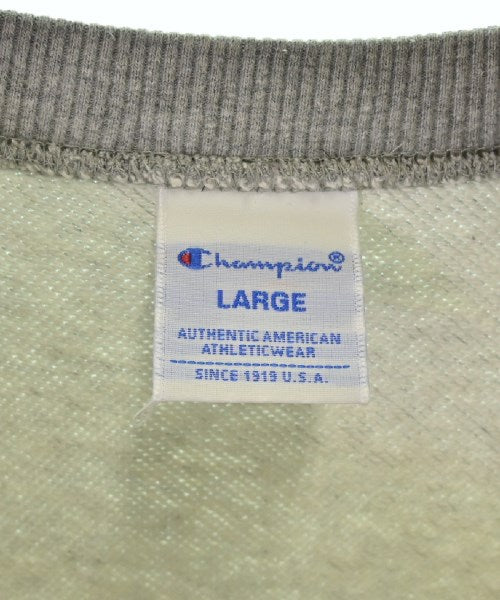 Champion®
LARGE
AUTHENTIC AMERICAN
ATHLETICWEAR
SINCE 1919 U.S.A.